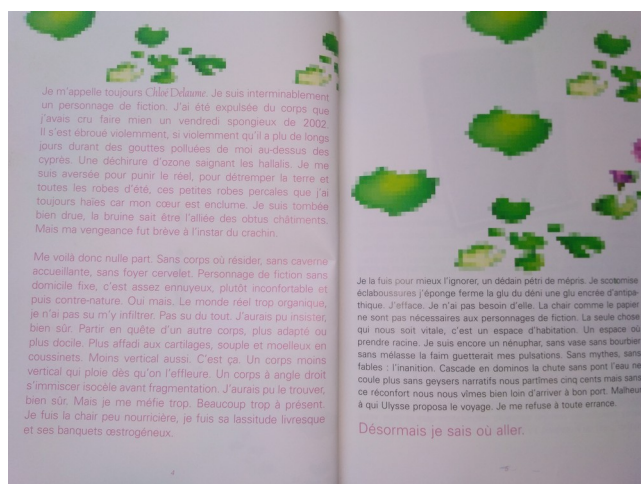 Je m'appelle toujours Chloé Delaume. Je suis interminablement
un personnage de fiction. J'ai été expulsée du corps que
j'avais cru faire mien un vendredi spongieux de 2002.
Il s'est ébroué violemment, si violemment qu'il a plu de longs
jours durant des gouttes polluées de moi au-dessus des
cyprès. Une déchirure d'ozone saignant les hallalis. Je me
suis aversée pour punir le réel, pour détremper la terre et
toutes les robes d'été, ces petites robes percales que j'ai
toujours haïes car mon cœur est enclume. Je suis tombée
bien drue, la bruine sait être l'alliée des obtus châtiments.
Mais ma vengeance fut brève à l'instar du crachin.
Me voilà donc nulle part. Sans corps où résider, sans caverne
accueillante, sans foyer cervelet. Personnage de fiction sans
domicile fixe, c'est assez ennuyeux, plutôt inconfortable et
puis contre-nature. Oui mais. Le monde réel trop organique,
je n'ai pas su m'y infiltrer. Pas su du tout. J'aurais pu insister,
bien sûr. Partir en quête d'un autre corps, plus adapté ou
plus docile. Plus affadi aux cartilages, souple et moelleux en
coussinets. Moins vertical aussi. C'est ça. Un corps moins
vertical qui ploie dès qu'on l'effleure. Un corps à angle droit
s'immiscer isocèle avant fragmentation. J'aurais pu le trouver,
bien sûr. Mais je me méfie trop. Beaucoup trop à présent.
Je fuis la chair peu nourricière, je fuis sa lassitude livresque
et ses banquets œstrogéneux.
Je la fuis pour mieux l'ignorer, un dédain pétri de mépris. Je scotomise
éclaboussures j'éponge ferme la glu du déni une glu encrée d'antipa-
thique. J'efface. Je n'ai pas besoin d'elle. La chair comme le papier
ne sont pas nécessaires aux personnages de fiction. La seule chose
qui nous soit vitale, c'est un espace d'habitation. Un espace où
prendre racine. Je suis encore un nénuphar, sans vase sans bourbier
sans mélasse la faim guetterait mes pulsations. Sans mythes, sans
fables : l'inanition. Cascade en dominos la chute sans pont l'eau ne
coule plus sans geysers narratifs nous partîmes cinq cents mais sans
ce réconfort nous nous vîmes bien loin d'arriver à bon port. Malheur
à qui Ulysse proposa le voyage. Je me refuse à toute errance.
Désormais je sais où aller.